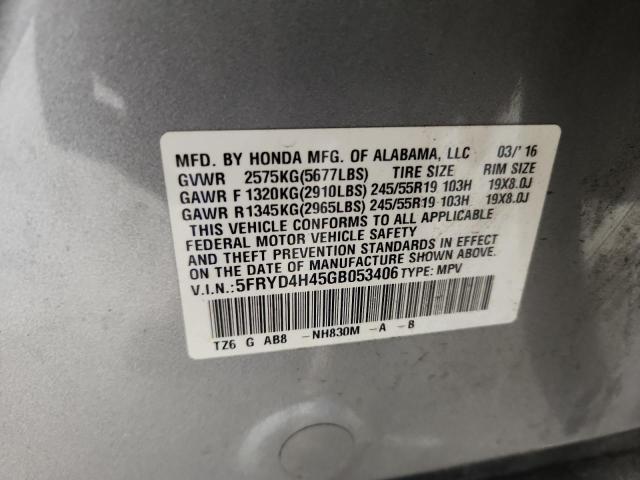 MFD. BY HONDA MFG. OF ALABAMA, LLC 03/'16
GVWR 2575KG(5677LBS) TIRE SIZE RIM SIZE
GAWR F 1320KG(2910LBS) 245/55R19 103H 19X8.0J
GAWR R 1345KG(2965LBS) 245/55R19 103H 19X8.0J
THIS VEHICLE CONFORMS TO ALL APPLICABLE
FEDERAL MOTOR VEHICLE SAFETY
AND THEFT PREVENTION STANDARDS IN EFFECT
ON THE DATE OF MANUFACTURE SHOWN ABOVE.
V.I.N.:5FRYD4H45GB053406 TYPE: MPV
TZ6 G AB8 -NH830M -A -B